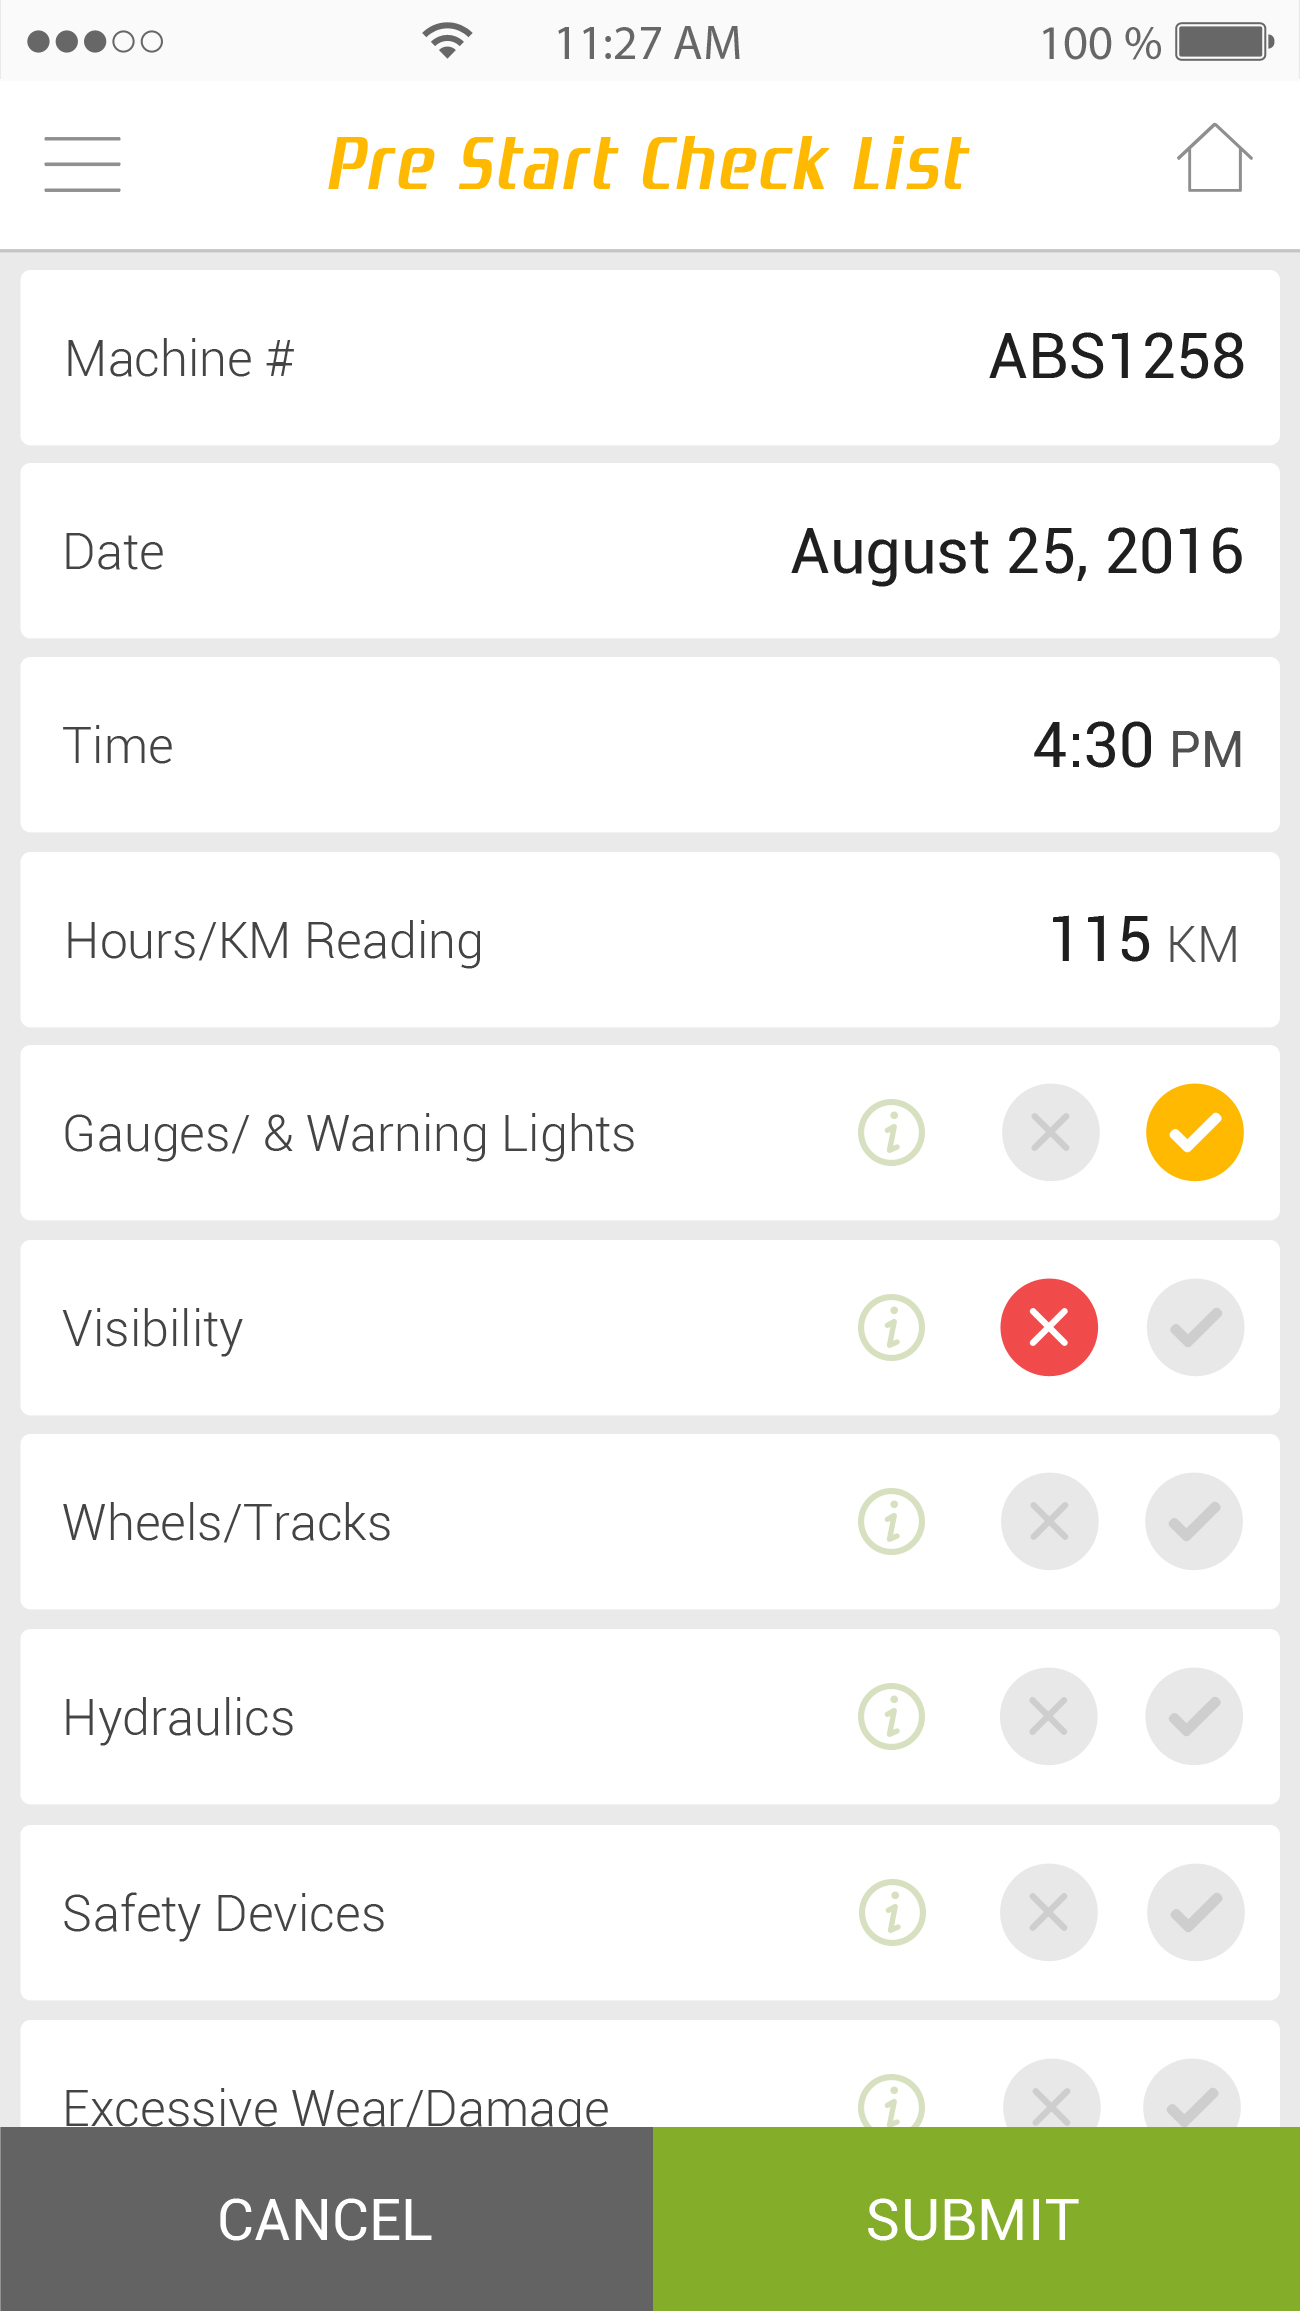 11:27 AM
100 %
Pre Start Check List
Machine #
ABS1258
Date
August 25, 2016
Time
4:30 PM
Hours/KM Reading
115 KM
Gauges/ & Warning Lights
Visibility
Wheels/Tracks
Hydraulics
Safety Devices
Excessive Wear/Damage
CANCEL
SUBMIT